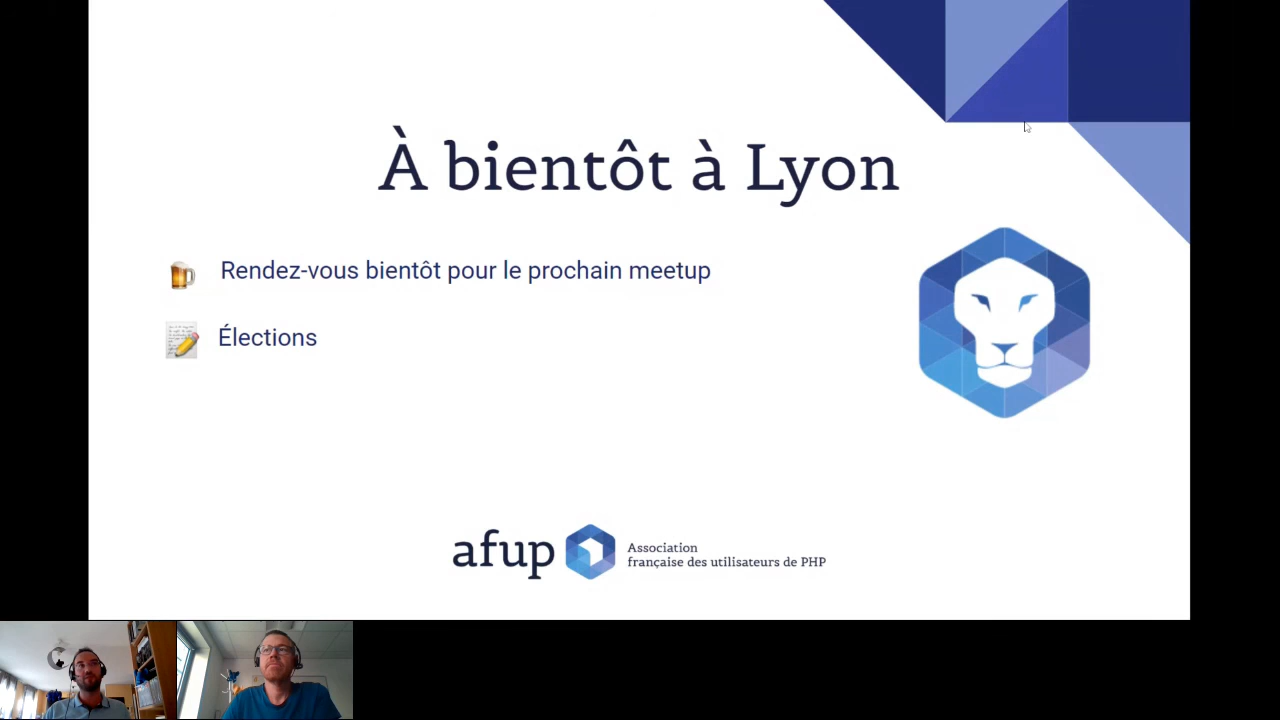 À bientôt à Lyon
Rendez-vous bientôt pour le prochain meetup
Élections
afup
Association
française des utilisateurs de PHP